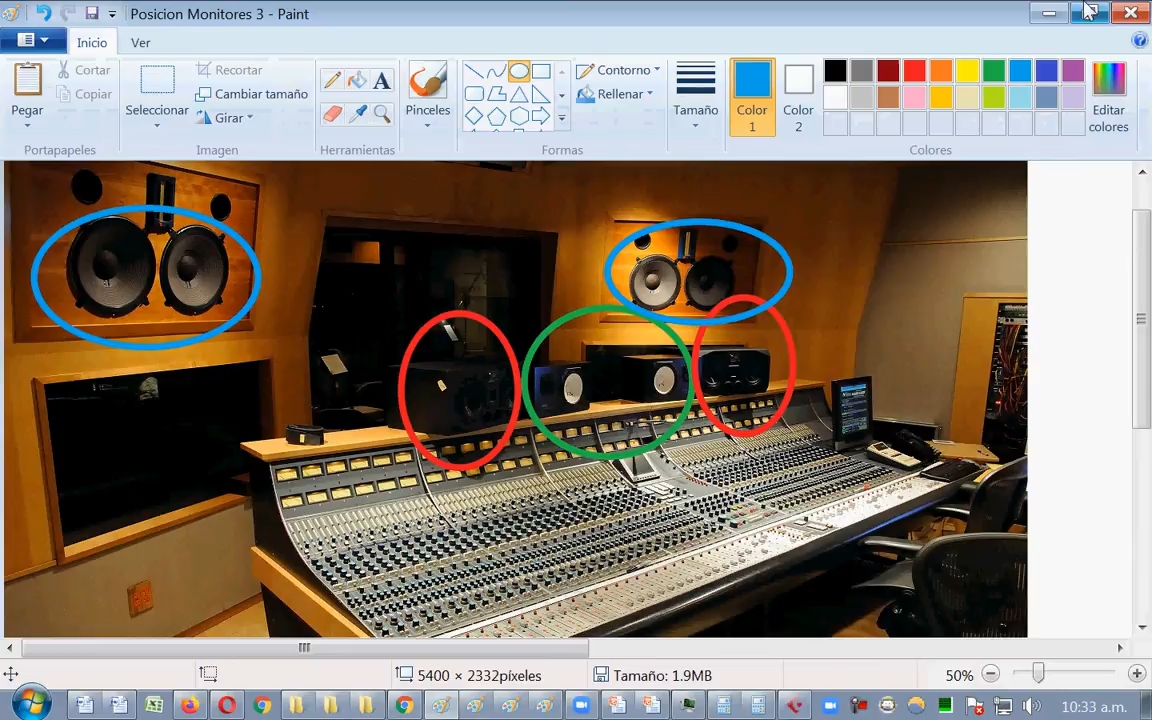 Posicion Monitores 3 - Paint
Inicio Ver
Pegar
Cortar
Copiar
Portapapeles
Seleccionar
Recortar
Cambiar tamaño
Girar
Imagen
A
Herramientas
Pinceles
Contorno
Rellenar
Formas
Tamaño
Color 1
Color 2
Editar colores
Colores
5400 × 2332píxeles
Tamaño: 1.9MB
50%
10:33 a.m.